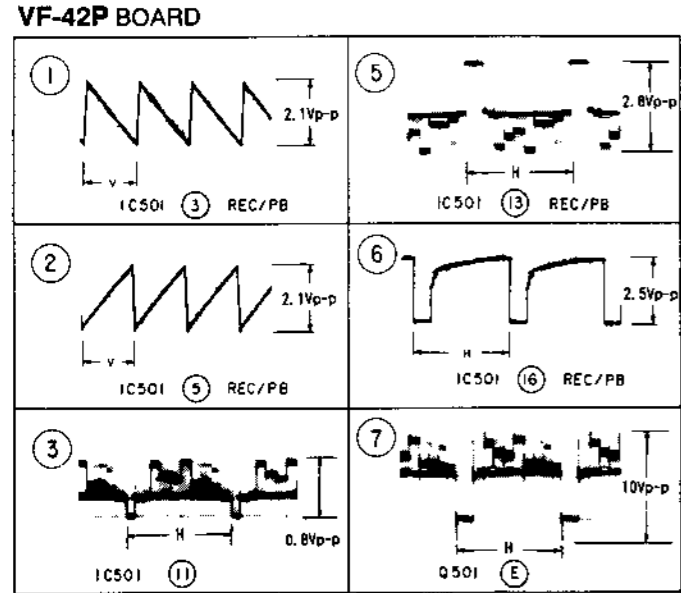 VF-42P BOARD
1
2.1Vp-p
V
IC501 3 REC/PB
5
2.8Vp-p
H
IC501 13 REC/PB
2
2.1Vp-p
V
IC501 5 REC/PB
6
2.5Vp-p
H
IC501 16 REC/PB
3
0.8Vp-p
H
IC501 11
7
10Vp-p
H
Q501 E